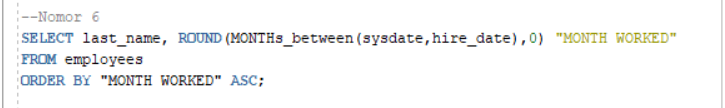 --Nomor 6
SELECT last_name, ROUND(MONTHs_between(sysdate,hire_date),0) "MONTH WORKED"
FROM employees
ORDER BY "MONTH WORKED" ASC;